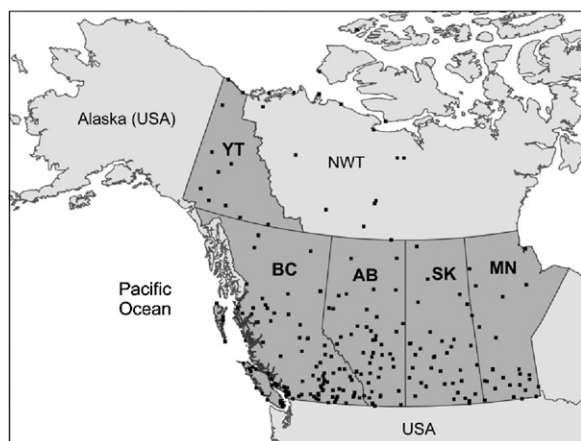 Alaska (USA)
YT
NWT
BC
AB
SK
MN
Pacific
Ocean
USA